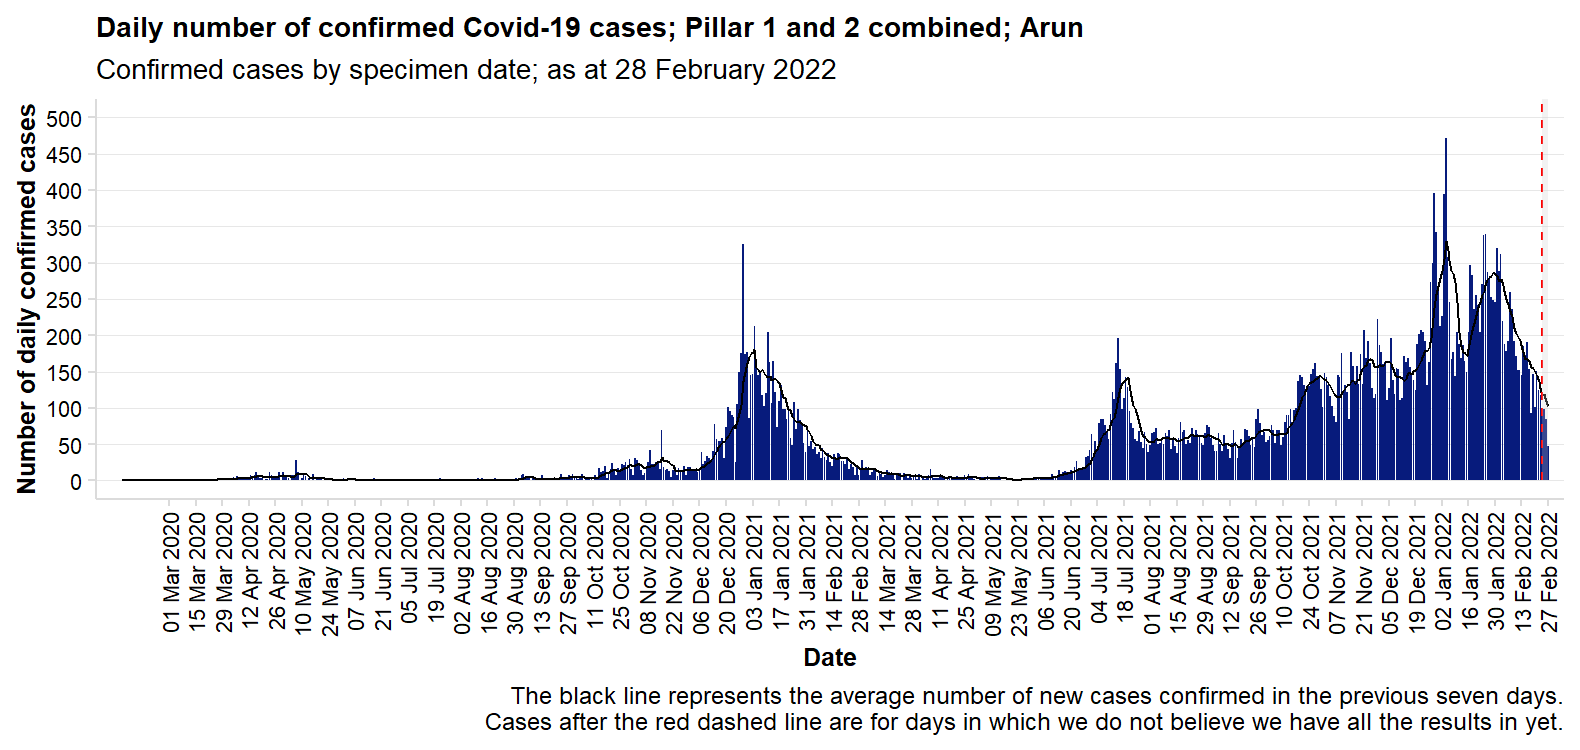 Daily number of confirmed Covid-19 cases; Pillar 1 and 2 combined; Arun
Confirmed cases by specimen date; as at 28 February 2022
Number of daily confirmed cases
500
450
400
350
300
250
200
150
100
50
0
01 Mar 2020
15 Mar 2020
29 Mar 2020
12 Apr 2020
26 Apr 2020
10 May 2020
24 May 2020
07 Jun 2020
21 Jun 2020
05 Jul 2020
19 Jul 2020
02 Aug 2020
16 Aug 2020
30 Aug 2020
13 Sep 2020
27 Sep 2020
11 Oct 2020
25 Oct 2020
08 Nov 2020
22 Nov 2020
06 Dec 2020
20 Dec 2020
03 Jan 2021
17 Jan 2021
31 Jan 2021
14 Feb 2021
28 Feb 2021
14 Mar 2021
28 Mar 2021
11 Apr 2021
25 Apr 2021
09 May 2021
23 May 2021
06 Jun 2021
20 Jun 2021
04 Jul 2021
18 Jul 2021
01 Aug 2021
15 Aug 2021
29 Aug 2021
12 Sep 2021
26 Sep 2021
10 Oct 2021
24 Oct 2021
07 Nov 2021
21 Nov 2021
05 Dec 2021
19 Dec 2021
02 Jan 2022
16 Jan 2022
30 Jan 2022
13 Feb 2022
27 Feb 2022
Date
The black line represents the average number of new cases confirmed in the previous seven days.
Cases after the red dashed line are for days in which we do not believe we have all the results in yet.